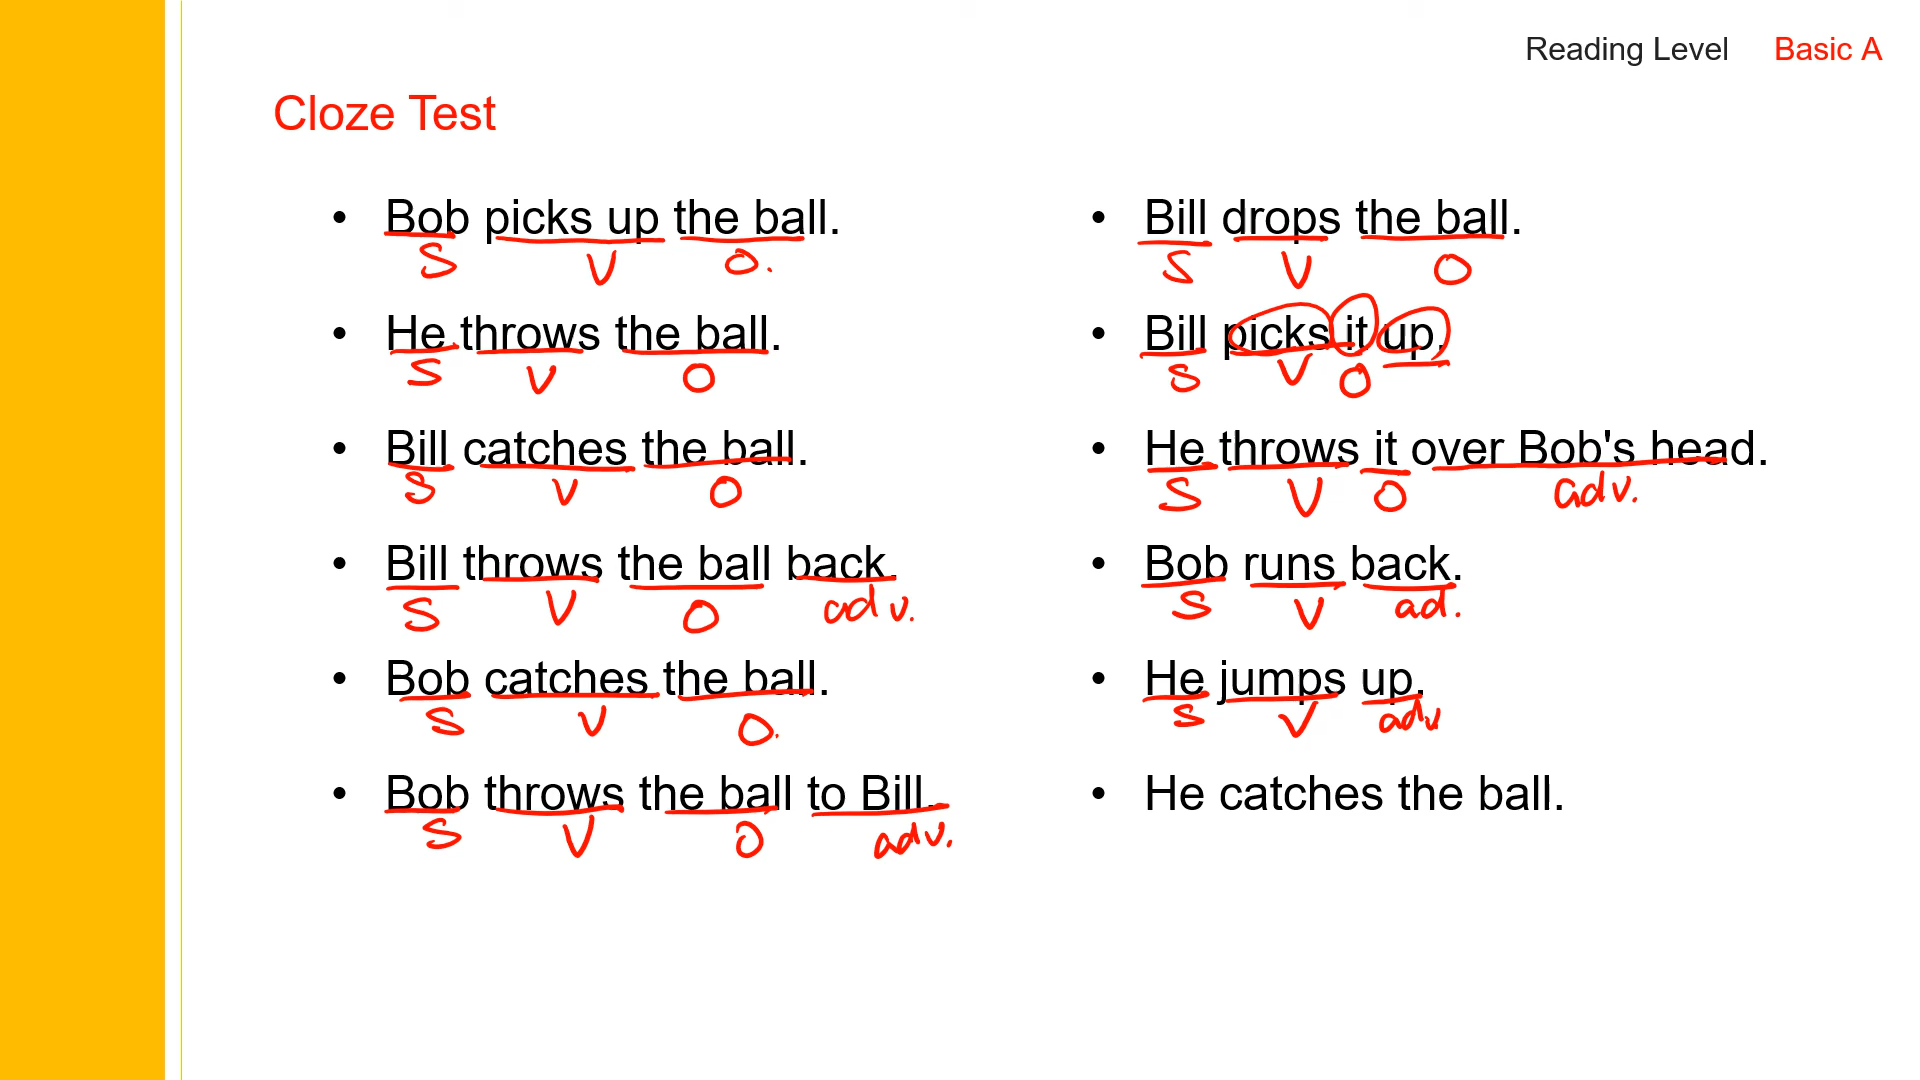 Reading Level Basic A
Cloze Test
• Bob picks up the ball.
S V O.
• He throws the ball.
S V O
• Bill catches the ball.
S V O
• Bill throws the ball back.
S V O adv.
• Bob catches the ball.
S V O.
• Bob throws the ball to Bill.
S V O adv.
• Bill drops the ball.
S V O
• Bill picks it up.
S V O
• He throws it over Bob's head.
S V O adv.
• Bob runs back.
S V ad.
• He jumps up.
S V adv
• He catches the ball.